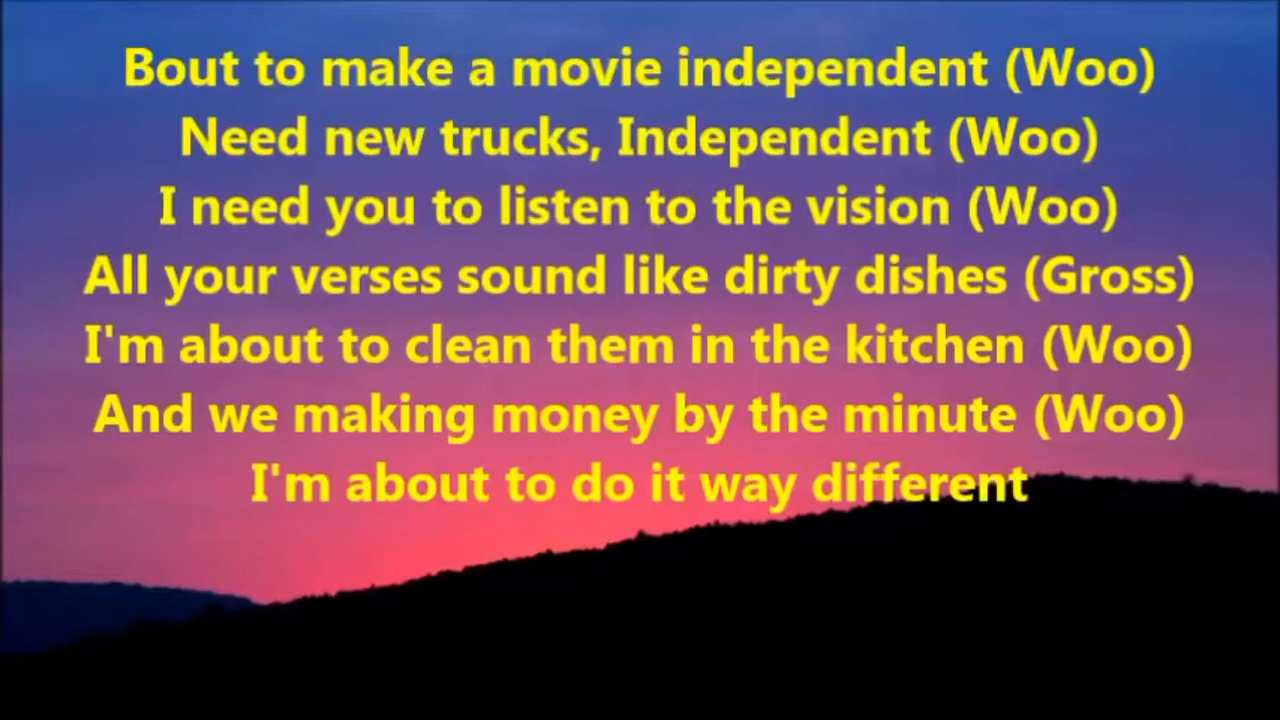 Bout to make a movie independent (Woo)
Need new trucks, Independent (Woo)
I need you to listen to the vision (Woo)
All your verses sound like dirty dishes (Gross)
I'm about to clean them in the kitchen (Woo)
And we making money by the minute (Woo)
I'm about to do it way different